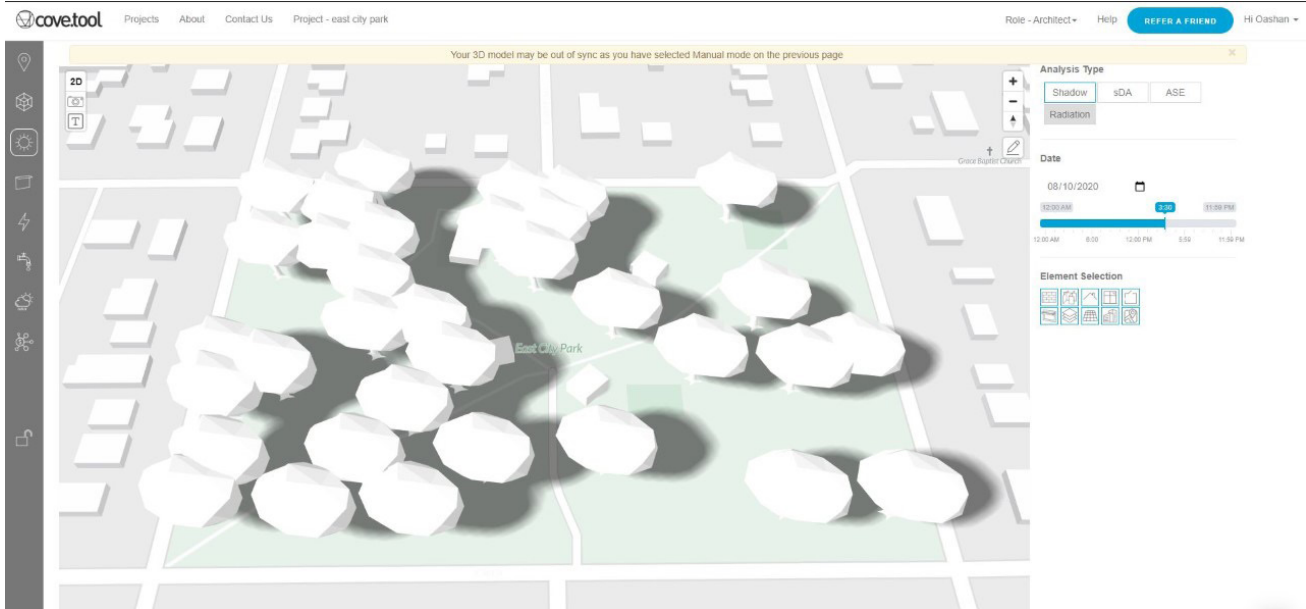 cove.tool Projects About Contact Us Project - east city park Role - Architect Help REFER A FRIEND Hi Oashan
Your 3D model may be out of sync as you have selected Manual mode on the previous page ×
2D
T
Grace Baptist Church
East City Park
Analysis Type
Shadow sDA ASE
Radiation
Date
08/10/2020
12:00 AM 3:30 11:59 PM
12:00 AM 6:00 12:00 PM 5:59 11:59 PM
Element Selection